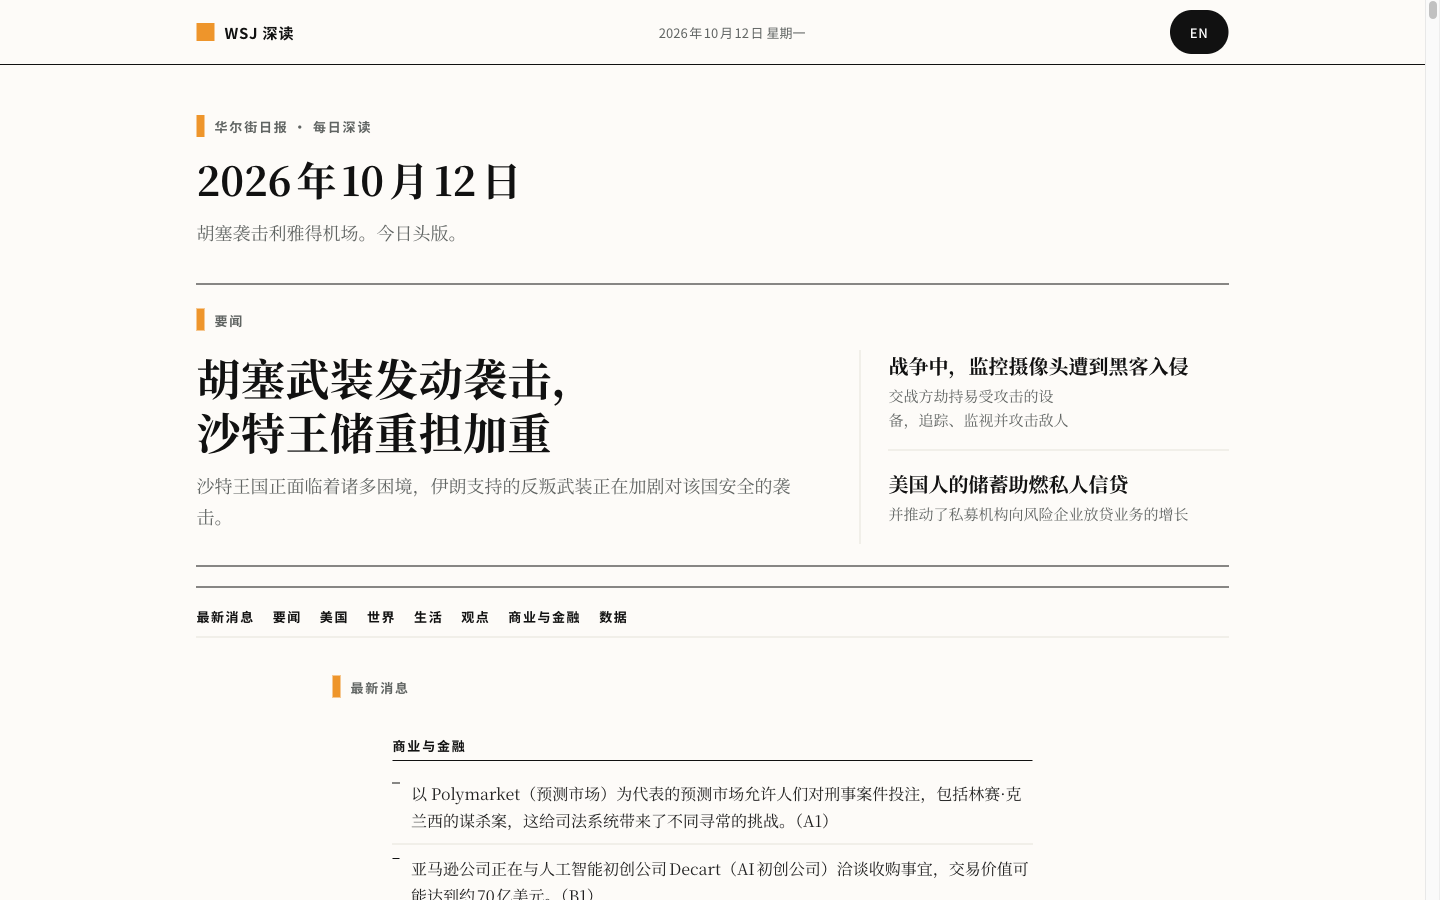 WSJ 深读
2026年10月12日 星期一
EN
华尔街日报 · 每日深读
2026年10月12日
胡塞袭击利雅得机场。今日头版。
要闻
胡塞武装发动袭击，
沙特王储重担加重
沙特王国正面临着诸多困境，伊朗支持的反叛武装正在加剧对该国安全的袭
击。
战争中，监控摄像头遭到黑客入侵
交战方劫持易受攻击的设
备，追踪、监视并攻击敌人
美国人的储蓄助燃私人信贷
并推动了私募机构向风险企业放贷业务的增长
最新消息 要闻 美国 世界 生活 观点 商业与金融 数据
最新消息
商业与金融
以 Polymarket（预测市场）为代表的预测市场允许人们对刑事案件投注，包括林赛·克
兰西的谋杀案，这给司法系统带来了不同寻常的挑战。（A1）
亚马逊公司正在与人工智能初创公司Decart（AI初创公司）洽谈收购事宜，交易价值可
能达到约70亿美元。（B1）